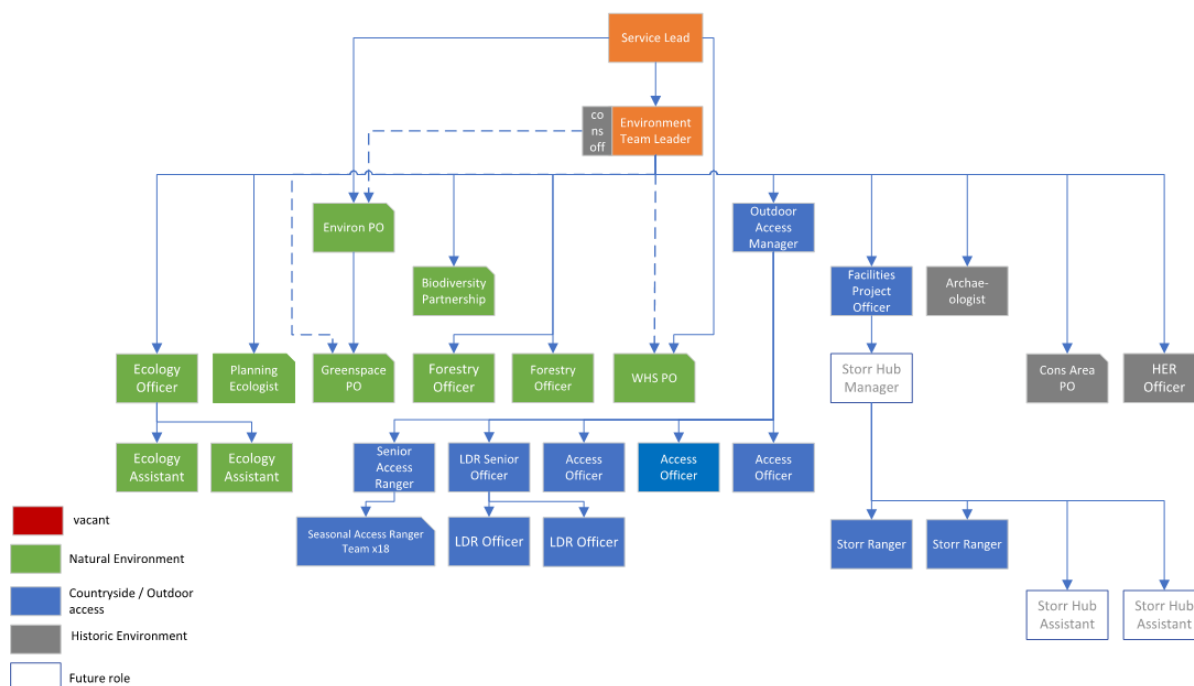 Service Lead
co
ns
off
Environment
Team Leader
Environ PO
Outdoor
Access
Manager
Biodiversity
Partnership
Facilities
Project
Officer
Archae-
ologist
Ecology
Officer
Planning
Ecologist
Greenspace
PO
Forestry
Officer
Forestry
Officer
WHS PO
Storr Hub
Manager
Cons Area
PO
HER
Officer
Ecology
Assistant
Ecology
Assistant
Senior
Access
Ranger
LDR Senior
Officer
Access
Officer
Access
Officer
Access
Officer
Seasonal Access Ranger
Team x18
LDR Officer
LDR Officer
Storr Ranger
Storr Ranger
Storr Hub
Assistant
Storr Hub
Assistant
vacant
Natural Environment
Countryside / Outdoor
access
Historic Environment
Future role